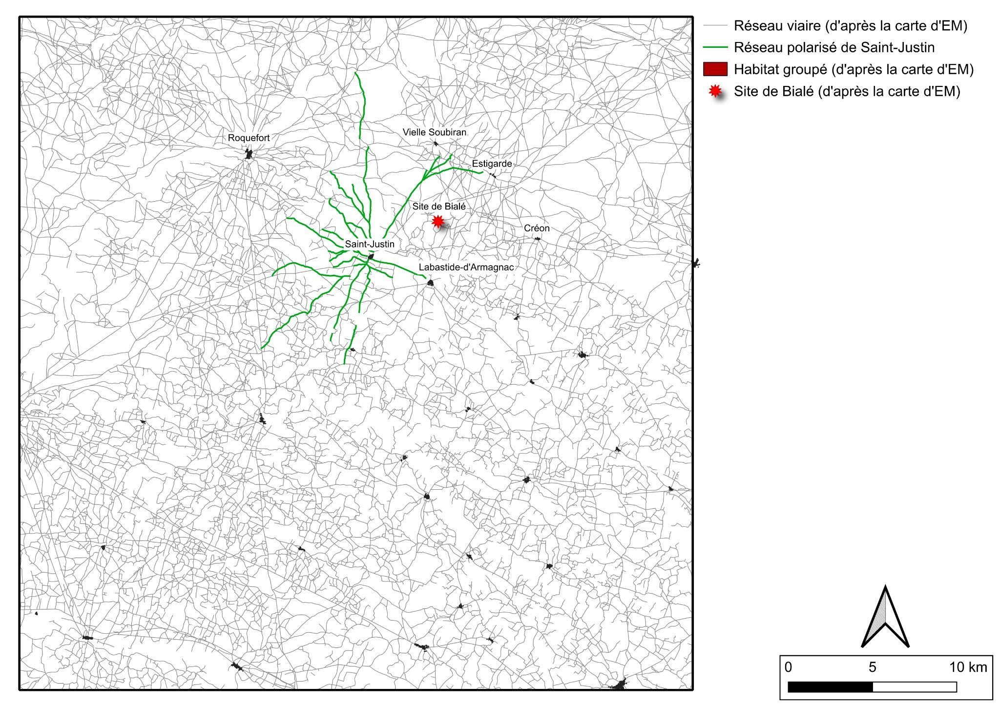 Réseau viaire (d'après la carte d'EM)
Réseau polarisé de Saint-Justin
Habitat groupé (d'après la carte d'EM)
Site de Bialé (d'après la carte d'EM)
Roquefort
Vielle Soubiran
Estigarde
Site de Bialé
Créon
Saint-Justin
Labastide-d'Armagnac
0 5 10 km